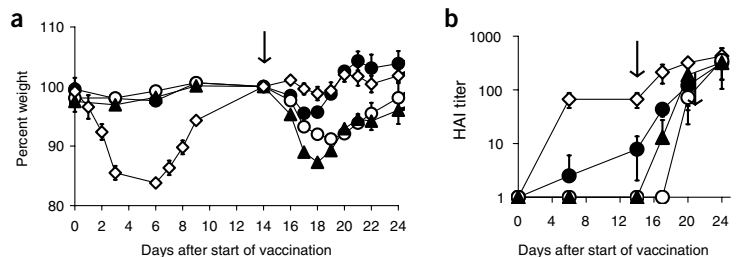 a
110
100
90
80
Percent weight
0 2 4 6 8 10 12 14 16 18 20 22 24
Days after start of vaccination
b
1000
100
10
1
HAI titer
0 4 8 12 16 20 24
Days after start of vaccination